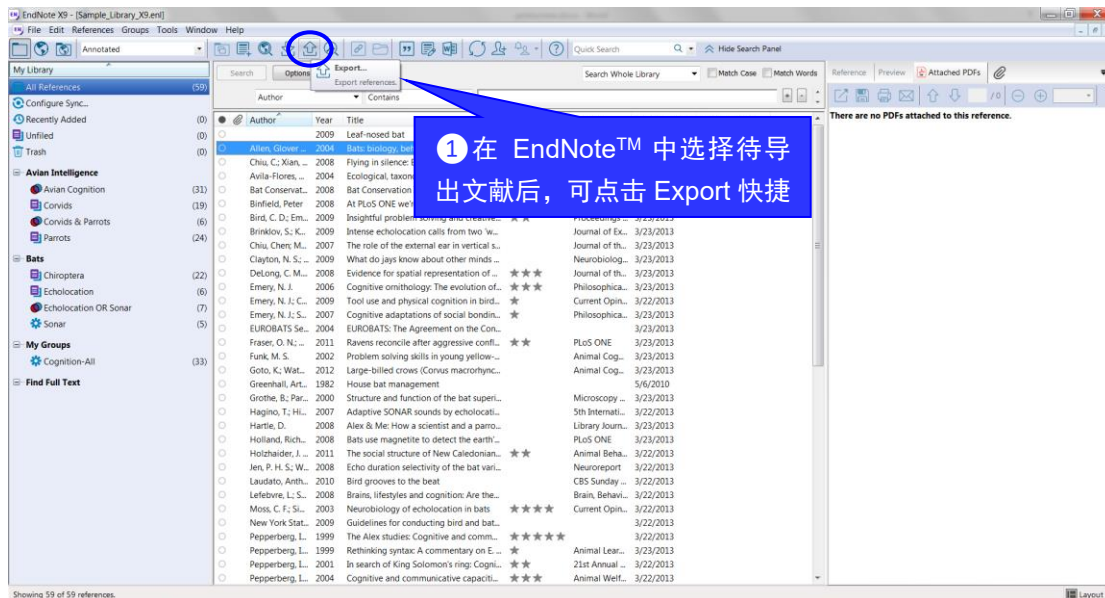 EndNote X9 - [Sample_Library_X9.enl]
File Edit References Groups Tools Window Help
Annotated
Quick Search
Hide Search Panel
My Library
All References (59)
Configure Sync...
Recently Added (0)
Unfiled (0)
Trash (0)
Avian Intelligence
Avian Cognition (31)
Corvids (19)
Corvids & Parrots (6)
Parrots (24)
Bats
Chiroptera (22)
Echolocation (6)
Echolocation OR Sonar (7)
Sonar (5)
My Groups
Cognition-All (33)
Find Full Text
Search Options
Search Whole Library Match Case Match Words
Export...
Export references.
Author Contains
❶在 EndNoteTM 中选择待导
出文献后，可点击 Export 快捷
Author Year Title
2009 Leaf-nosed bat
Allen, Glover ... 2004 Bats: biology, beh
Chiu, C.; Xian, ... 2008 Flying in silence: E
Avila-Flores, ... 2004 Ecological, taxon
Bat Conservat... 2008 Bat Conservation
Binfield, Peter 2008 At PLoS ONE we'r
Bird, C. D.; Em... 2009 Insightful problem solving and creative... ★★ Proceedings ... 3/23/2013
Brinklov, S.; K... 2009 Intense echolocation calls from two 'w... Journal of Ex... 3/23/2013
Chiu, Chen; M... 2007 The role of the external ear in vertical s... Journal of th... 3/23/2013
Clayton, N. S.; ... 2009 What do jays know about other minds ... Neurobiolog... 3/23/2013
DeLong, C. M... 2008 Evidence for spatial representation of ... ★★★ Journal of th... 3/23/2013
Emery, N. J. 2006 Cognitive ornithology: The evolution of... ★★★ Philosophica... 3/23/2013
Emery, N. J.; C... 2009 Tool use and physical cognition in bird... ★ Current Opin... 3/22/2013
Emery, N. J.; S... 2007 Cognitive adaptations of social bondin... ★ Philosophica... 3/23/2013
EUROBATS Se... 2004 EUROBATS: The Agreement on the Con... 3/23/2013
Fraser, O. N.; ... 2011 Ravens reconcile after aggressive confl... ★★ PLoS ONE 3/23/2013
Funk, M. S. 2002 Problem solving skills in young yellow-... Animal Cog... 3/23/2013
Goto, K.; Wat... 2012 Large-billed crows (Corvus macrorhync... Animal Cog... 3/23/2013
Greenhall, Art... 1982 House bat management 5/6/2010
Grothe, B.; Par... 2000 Structure and function of the bat superi... Microscopy ... 3/23/2013
Hagino, T.; Hi... 2007 Adaptive SONAR sounds by echolocati... 5th Internati... 3/22/2013
Hartle, D. 2008 Alex & Me: How a scientist and a parro... Library Journ... 3/23/2013
Holland, Rich... 2008 Bats use magnetite to detect the earth'... PLoS ONE 3/23/2013
Holzhaider, J. ... 2011 The social structure of New Caledonian... ★★ Animal Beha... 3/22/2013
Jen, P. H. S.; W... 2008 Echo duration selectivity of the bat vari... Neuroreport 3/22/2013
Laudato, Anth... 2010 Bird grooves to the beat CBS Sunday ... 3/22/2013
Lefebvre, L.; S... 2008 Brains, lifestyles and cognition: Are the... Brain, Behavi... 3/22/2013
Moss, C. F.; Si... 2003 Neurobiology of echolocation in bats ★★★★ Current Opin... 3/22/2013
New York Stat... 2009 Guidelines for conducting bird and bat... 3/22/2013
Pepperberg, I... 1999 The Alex studies: Cognitive and comm... ★★★★★ 3/22/2013
Pepperberg, I... 1999 Rethinking syntax: A commentary on E. ... ★ Animal Lear... 3/23/2013
Pepperberg, I... 2001 In search of King Solomon's ring: Cogni... ★★ 21st Annual ... 3/22/2013
Pepperberg, I... 2004 Cognitive and communicative capaciti... ★★★ Animal Welf... 3/22/2013
Reference Preview Attached PDFs
/ 0
There are no PDFs attached to this reference.
Showing 59 of 59 references.
Layout